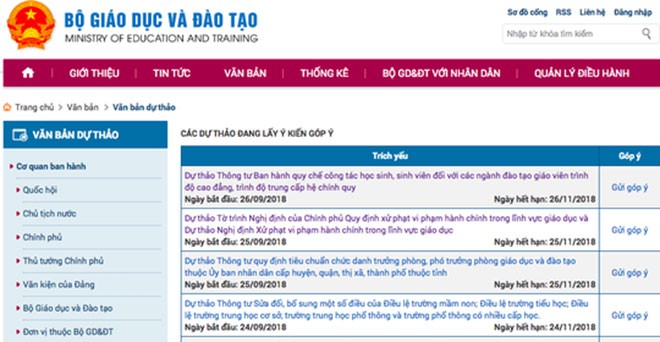 BỘ GIÁO DỤC VÀ ĐÀO TẠO
MINISTRY OF EDUCATION AND TRAINING
Sơ đồ cổng RSS Liên hệ Đăng nhập
Nhập từ khóa tìm kiếm
GIỚI THIỆU TIN TỨC VĂN BẢN THỐNG KÊ BỘ GD&ĐT VỚI NHÂN DÂN QUẢN LÝ ĐIỀU HÀNH
Trang chủ > Văn bản > Văn bản dự thảo
VĂN BẢN DỰ THẢO
Cơ quan ban hành
Quốc hội
Chủ tịch nước
Chính phủ
Thủ tướng Chính phủ
Văn kiện của Đảng
Bộ Giáo dục và Đào tạo
Đơn vị thuộc Bộ GD&ĐT
CÁC DỰ THẢO ĐANG LẤY Ý KIẾN GÓP Ý
Trích yếu Góp ý
Dự thảo Thông tư Ban hành quy chế công tác học sinh, sinh viên đối với các ngành đào tạo giáo viên trình
độ cao đẳng, trình độ trung cấp hệ chính quy
Ngày bắt đầu: 26/09/2018 Ngày hết hạn: 26/11/2018
Gửi góp ý
Dự thảo Tờ trình Nghị định của Chính phủ Quy định xử phạt vi phạm hành chính trong lĩnh vực giáo dục và
Dự thảo Nghị định Xử phạt vi phạm hành chính trong lĩnh vực giáo dục
Ngày bắt đầu: 25/09/2018 Ngày hết hạn: 25/11/2018
Gửi góp ý
Dự thảo Thông tư quy định tiêu chuẩn chức danh trưởng phòng, phó trưởng phòng giáo dục và đào tạo
thuộc Ủy ban nhân dân cấp huyện, quận, thị xã, thành phố thuộc tỉnh
Ngày bắt đầu: 25/09/2018 Ngày hết hạn: 25/11/2018
Gửi góp ý
Dự thảo Thông tư Sửa đổi, bổ sung một số điều của Điều lệ trường mầm non; Điều lệ trường tiểu học; Điều
lệ trường trung học cơ sở, trường trung học phổ thông và trường phổ thông có nhiều cấp học.
Ngày bắt đầu: 24/09/2018 Ngày hết hạn: 24/11/2018
Gửi góp ý